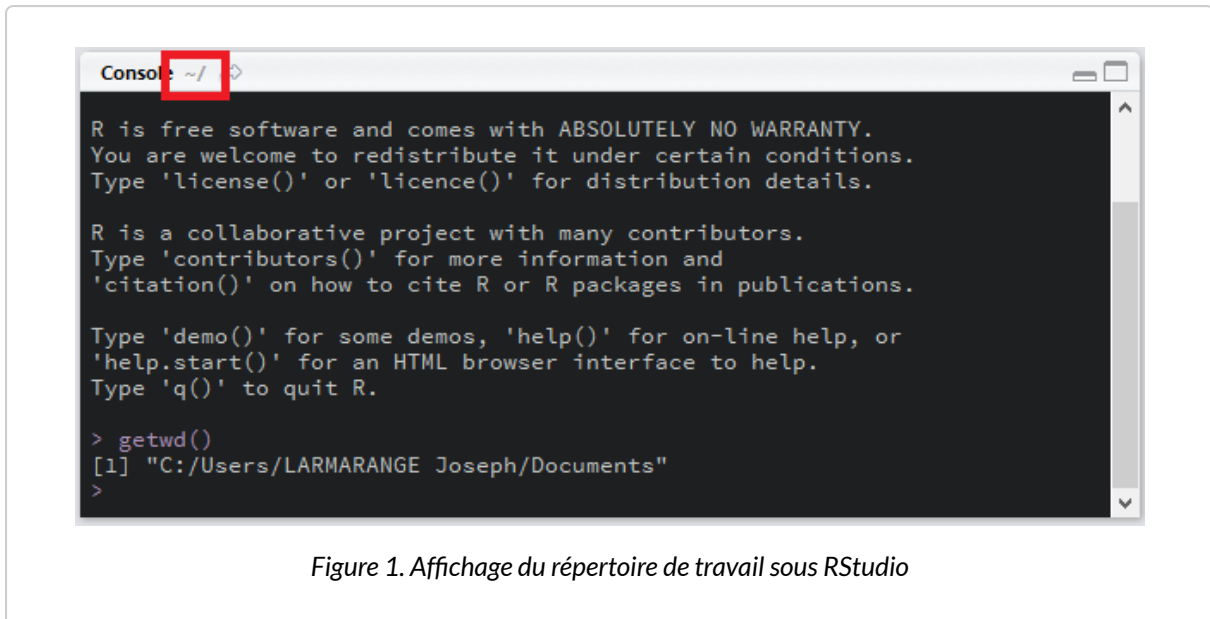 Console ~/
R is free software and comes with ABSOLUTELY NO WARRANTY.
You are welcome to redistribute it under certain conditions.
Type 'license()' or 'licence()' for distribution details.
R is a collaborative project with many contributors.
Type 'contributors()' for more information and
'citation()' on how to cite R or R packages in publications.
Type 'demo()' for some demos, 'help()' for on-line help, or
'help.start()' for an HTML browser interface to help.
Type 'q()' to quit R.
> getwd()
[1] "C:/Users/LARMARANGE Joseph/Documents"
>
Figure 1. Affichage du répertoire de travail sous RStudio